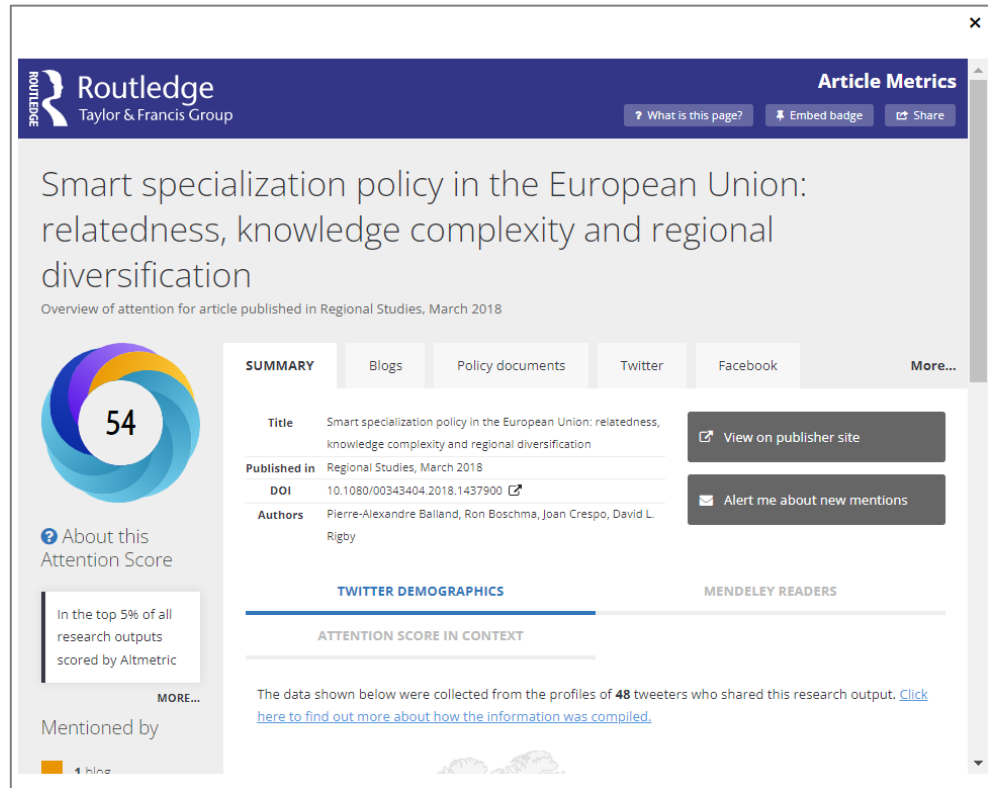 ×
ROUTLEDGE
Routledge
Taylor & Francis Group
Article Metrics
? What is this page?
Embed badge
Share
Smart specialization policy in the European Union:
relatedness, knowledge complexity and regional
diversification
Overview of attention for article published in Regional Studies, March 2018
54
SUMMARY
Blogs
Policy documents
Twitter
Facebook
More...
Title
Smart specialization policy in the European Union: relatedness,
knowledge complexity and regional diversification
Published in
Regional Studies, March 2018
DOI
10.1080/00343404.2018.1437900
Authors
Pierre-Alexandre Balland, Ron Boschma, Joan Crespo, David L.
Rigby
View on publisher site
Alert me about new mentions
? About this
Attention Score
In the top 5% of all
research outputs
scored by Altmetric
MORE...
Mentioned by
1 blog
TWITTER DEMOGRAPHICS
MENDELEY READERS
ATTENTION SCORE IN CONTEXT
The data shown below were collected from the profiles of 48 tweeters who shared this research output. Click
here to find out more about how the information was compiled.